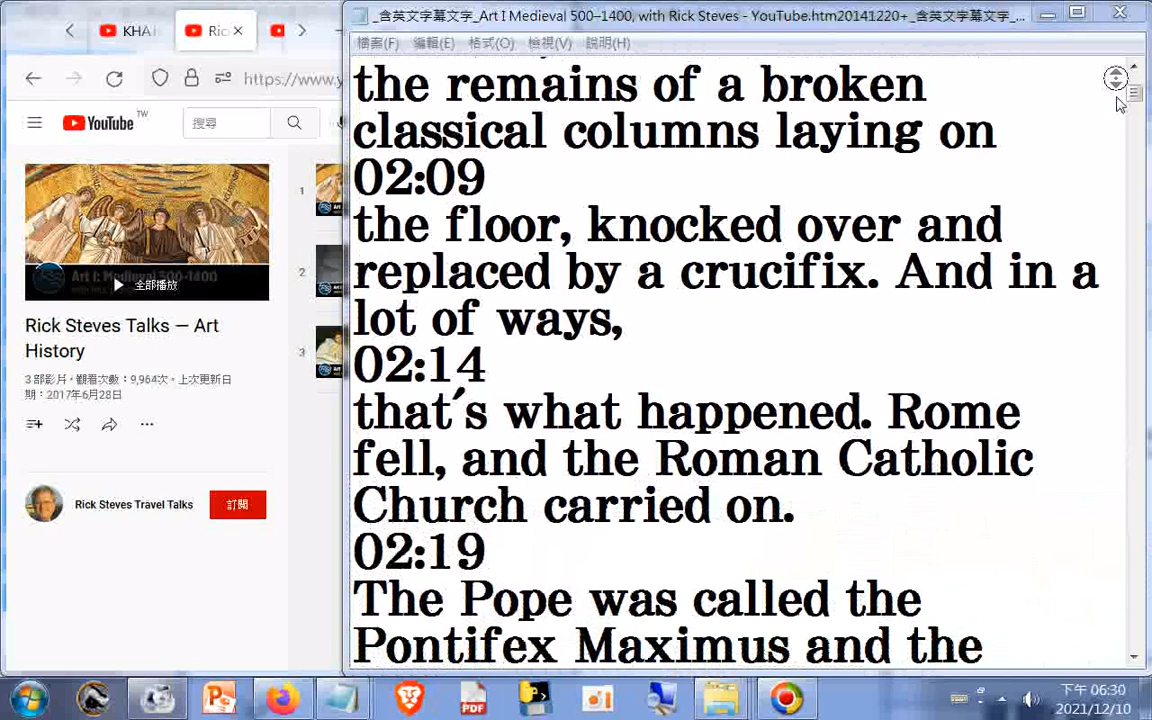 KHA
Ric
_含英文字幕文字_Art I Medieval 500–1400, with Rick Steves - YouTube.htm20141220+_含英文字幕文字_...
檔案(F) 編輯(E) 格式(O) 檢視(V) 說明(H)
https://www.y
YouTube TW
搜尋
the remains of a broken
classical columns laying on
02:09
the floor, knocked over and
replaced by a crucifix. And in a
lot of ways,
02:14
that's what happened. Rome
fell, and the Roman Catholic
Church carried on.
02:19
The Pope was called the
Pontifex Maximus and the
Art I: Medieval 500-1400
全部播放
Rick Steves Talks — Art
History
3 部影片・觀看次數：9,964次・上次更新日
期：2017年6月28日
Rick Steves Travel Talks
訂閱
1
2
3
PDF
下午 06:30
2021/12/10